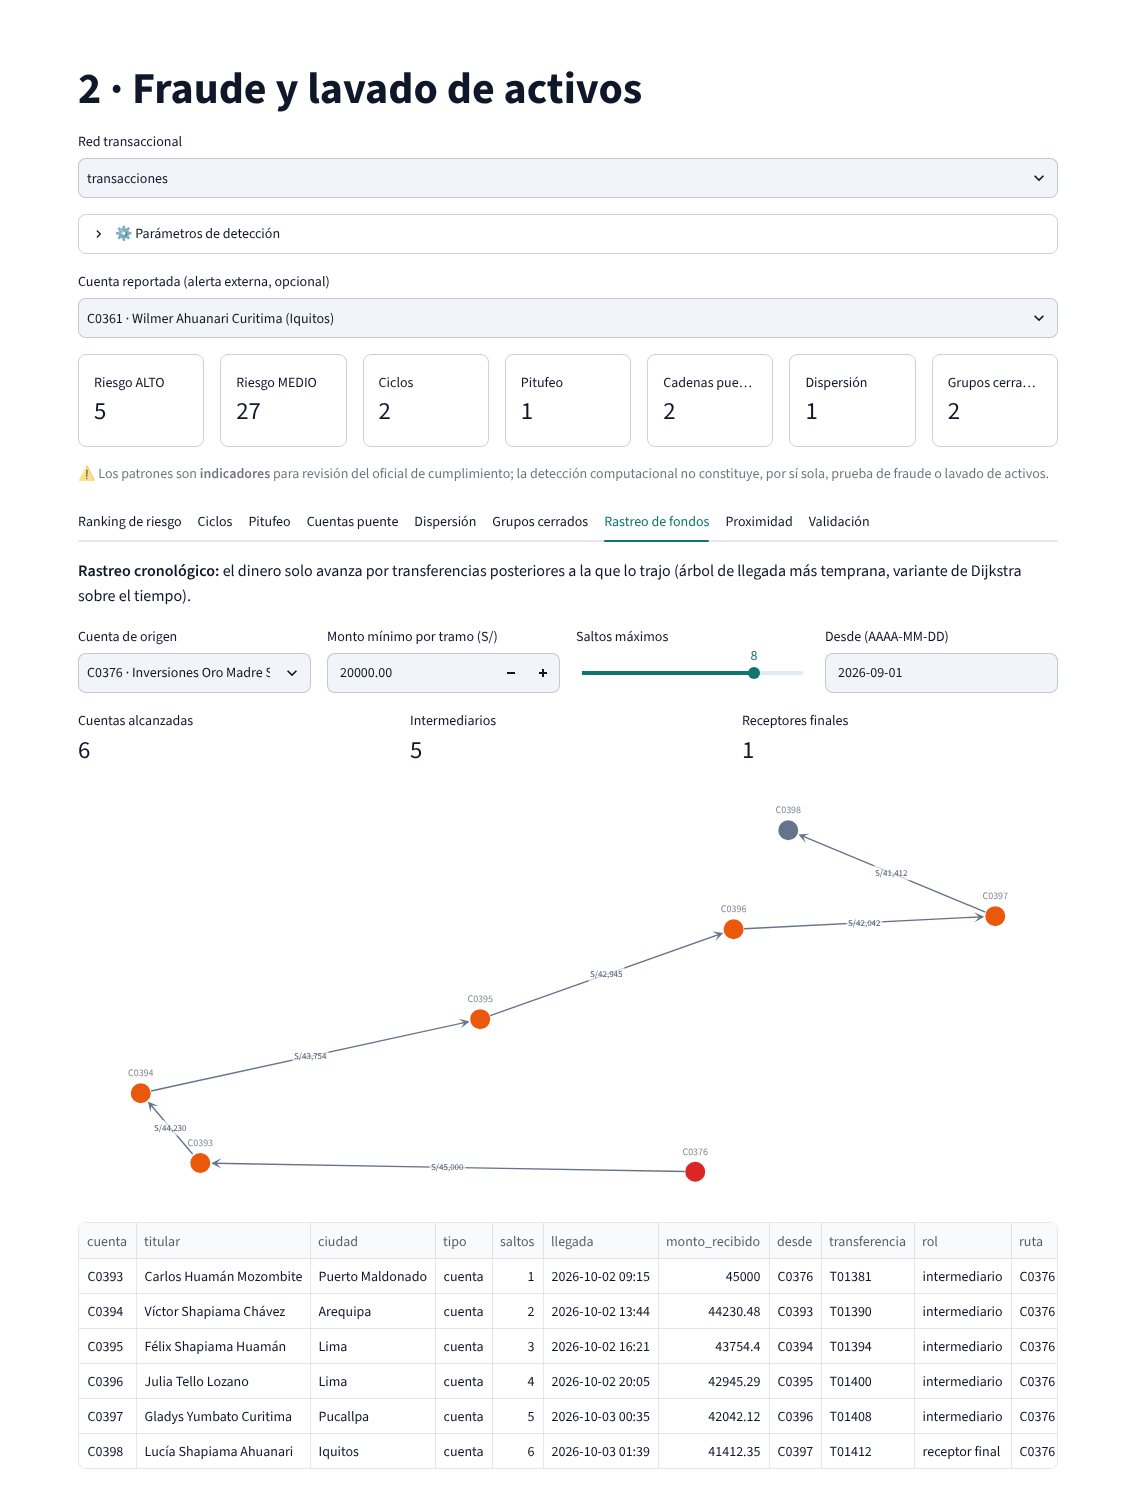 2 · Fraude y lavado de activos
Red transaccional
transacciones
⚙️ Parámetros de detección
Cuenta reportada (alerta externa, opcional)
C0361 · Wilmer Ahuanari Curitima (Iquitos)
Riesgo ALTO Riesgo MEDIO Ciclos Pitufeo Cadenas pue… Dispersión Grupos cerra…
5 27 2 1 2 1 2
⚠️ Los patrones son indicadores para revisión del oficial de cumplimiento; la detección computacional no constituye, por sí sola, prueba de fraude o lavado de activos.
Ranking de riesgo Ciclos Pitufeo Cuentas puente Dispersión Grupos cerrados Rastreo de fondos Proximidad Validación
Rastreo cronológico: el dinero solo avanza por transferencias posteriores a la que lo trajo (árbol de llegada más temprana, variante de Dijkstra
sobre el tiempo).
Cuenta de origen Monto mínimo por tramo (S/) Saltos máximos Desde (AAAA-MM-DD)
8
C0376 · Inversiones Oro Madre 20000.00 2026-09-01
Cuentas alcanzadas Intermediarios Receptores finales
6 5 1
C0398
S/41,412
C0397
C0396
S/42,042
S/42,945
C0395
S/43,754
C0394
S/44,230
C0393
C0376
S/45,000
cuenta titular ciudad tipo saltos llegada monto_recibido desde transferencia rol ruta
C0393 Carlos Huamán Mozombite Puerto Maldonado cuenta 1 2026-10-02 09:15 45000 C0376 T01381 intermediario C0376
C0394 Víctor Shapiama Chávez Arequipa cuenta 2 2026-10-02 13:44 44230.48 C0393 T01390 intermediario C0376
C0395 Félix Shapiama Huamán Lima cuenta 3 2026-10-02 16:21 43754.4 C0394 T01394 intermediario C0376
C0396 Julia Tello Lozano Lima cuenta 4 2026-10-02 20:05 42945.29 C0395 T01400 intermediario C0376
C0397 Gladys Yumbato Curitima Pucallpa cuenta 5 2026-10-03 00:35 42042.12 C0396 T01408 intermediario C0376
C0398 Lucía Shapiama Ahuanari Iquitos cuenta 6 2026-10-03 01:39 41412.35 C0397 T01412 receptor final C0376